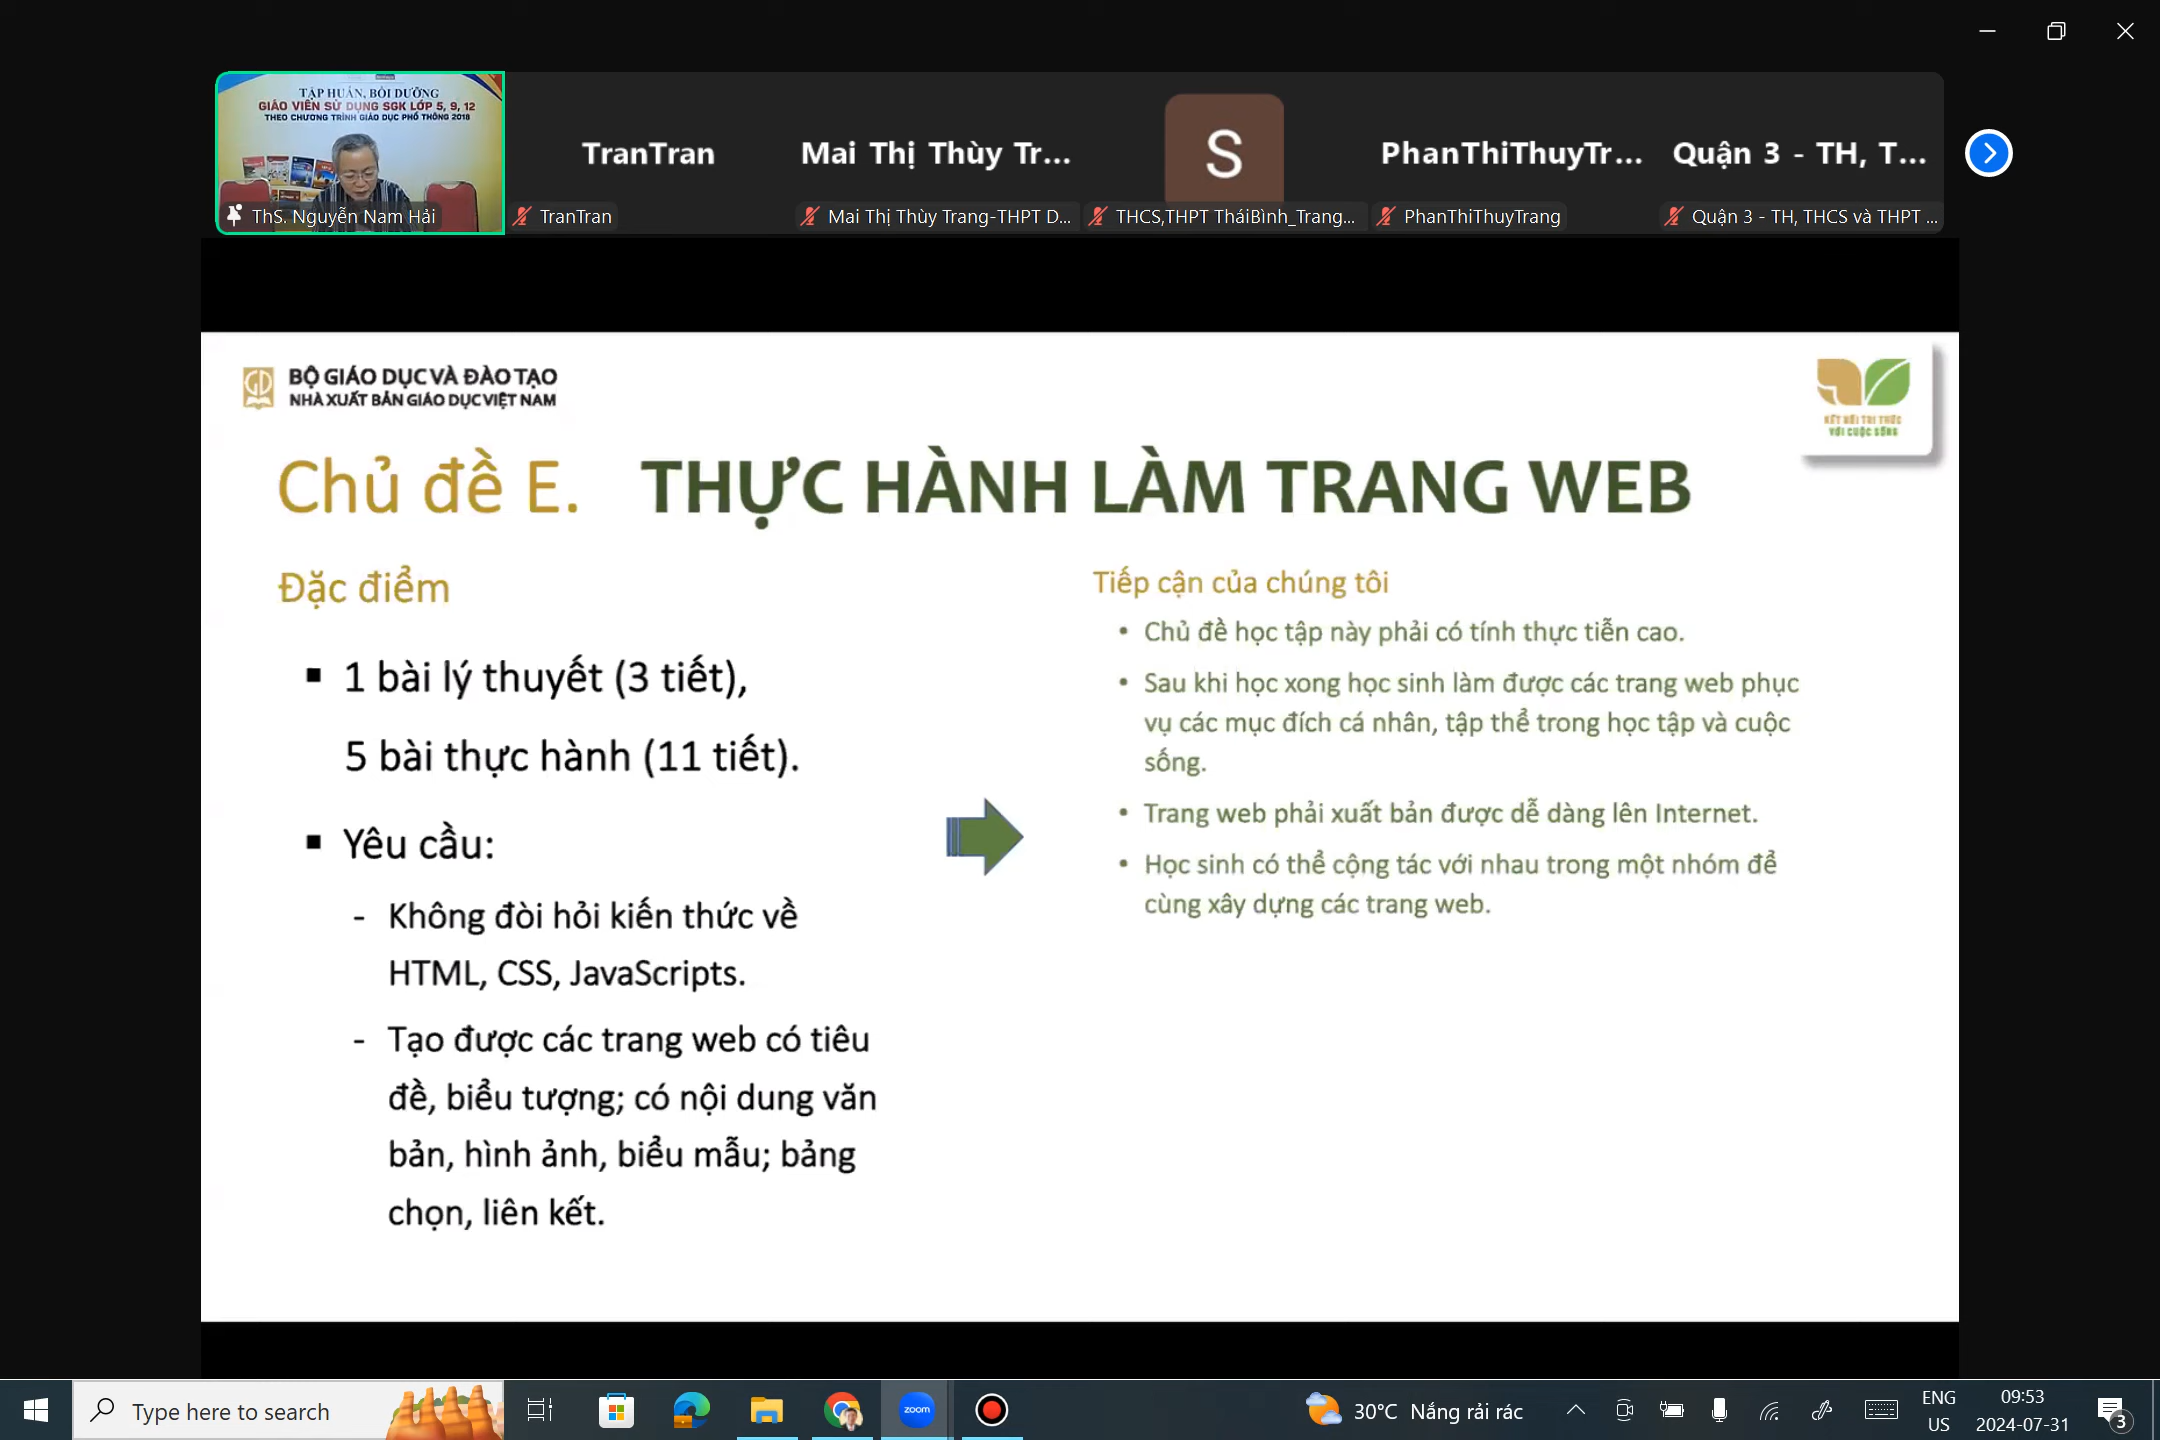 TẬP HUẤN, BỒI DƯỠNG
GIÁO VIÊN SỬ DỤNG SGK LỚP 5, 9, 12
THEO CHƯƠNG TRÌNH GIÁO DỤC PHỔ THÔNG 2018
ThS. Nguyễn Nam Hải
TranTran
TranTran
Mai Thị Thùy Tr...
Mai Thị Thùy Trang-THPT D...
S
THCS,THPT TháiBình_Trang...
PhanThiThuyTr...
PhanThiThuyTrang
Quận 3 - TH, T...
Quận 3 - TH, THCS và THPT ...
BỘ GIÁO DỤC VÀ ĐÀO TẠO
NHÀ XUẤT BẢN GIÁO DỤC VIỆT NAM
KẾT NỐI TRI THỨC
VỚI CUỘC SỐNG
Chủ đề E. THỰC HÀNH LÀM TRANG WEB
Đặc điểm
▪ 1 bài lý thuyết (3 tiết),
5 bài thực hành (11 tiết).
▪ Yêu cầu:
- Không đòi hỏi kiến thức về
HTML, CSS, JavaScripts.
- Tạo được các trang web có tiêu
đề, biểu tượng; có nội dung văn
bản, hình ảnh, biểu mẫu; bảng
chọn, liên kết.
Tiếp cận của chúng tôi
• Chủ đề học tập này phải có tính thực tiễn cao.
• Sau khi học xong học sinh làm được các trang web phục
vụ các mục đích cá nhân, tập thể trong học tập và cuộc
sống.
• Trang web phải xuất bản được dễ dàng lên Internet.
• Học sinh có thể cộng tác với nhau trong một nhóm để
cùng xây dựng các trang web.
Type here to search
zoom
30°C Nắng rải rác
ENG
US
09:53
2024-07-31
3